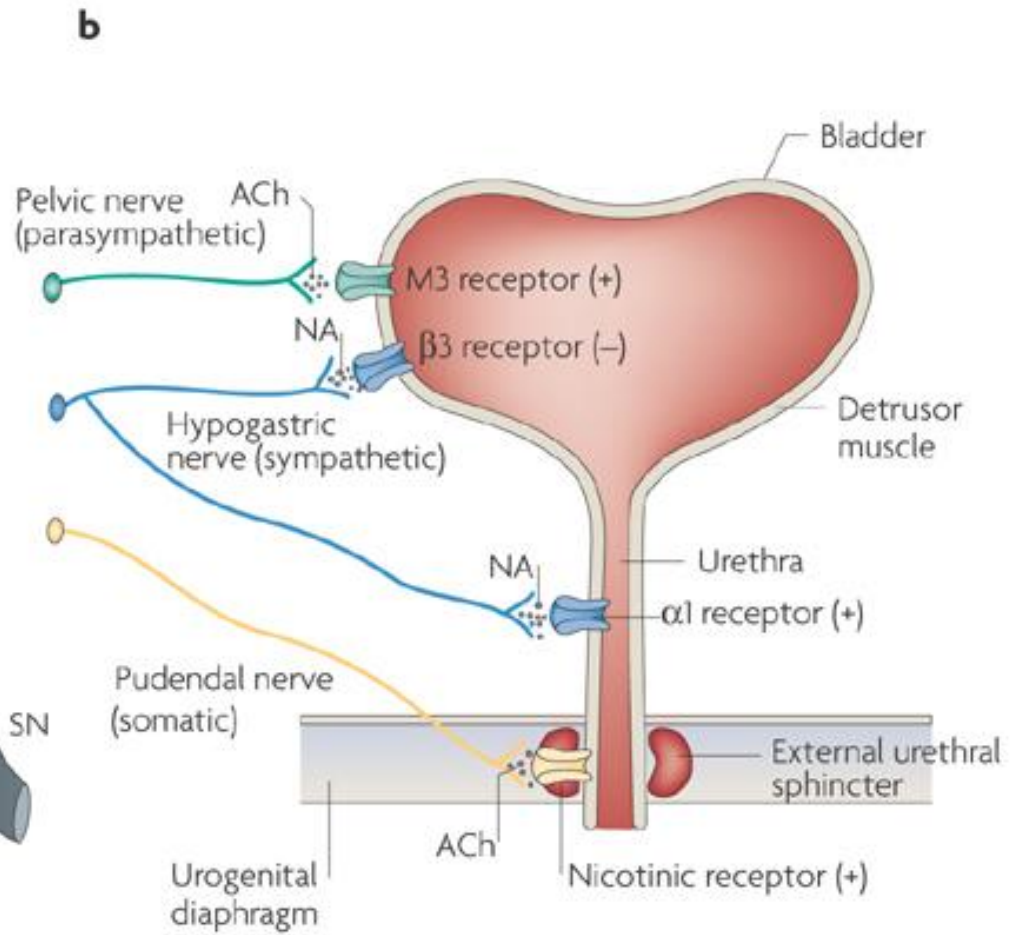 b
Bladder
Pelvic nerve
(parasympathetic)
ACh
M3 receptor (+)
NA
β3 receptor (–)
Hypogastric
nerve (sympathetic)
Detrusor
muscle
NA
Urethra
α1 receptor (+)
Pudendal nerve
(somatic)
SN
External urethral
sphincter
ACh
Urogenital
diaphragm
Nicotinic receptor (+)